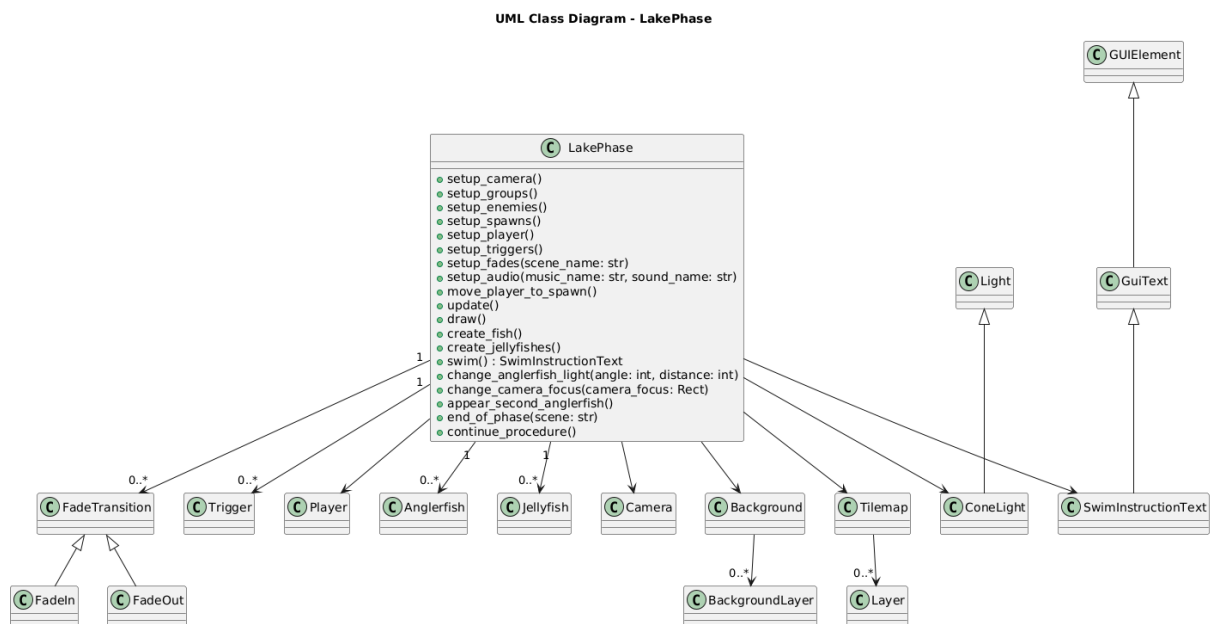 UML Class Diagram - LakePhase
C GUIElement
C LakePhase
setup_camera()
setup_groups()
setup_enemies()
setup_spawns()
setup_player()
setup_triggers()
setup_fades(scene_name: str)
setup_audio(music_name: str, sound_name: str)
move_player_to_spawn()
update()
draw()
create_fish()
create_jellyfishes()
swim() : SwimInstructionText
change_anglerfish_light(angle: int, distance: int)
change_camera_focus(camera_focus: Rect)
appear_second_anglerfish()
end_of_phase(scene: str)
continue_procedure()
C Light
C GuiText
1
1
1
1
0..*
0..*
0..*
0..*
C FadeTransition
C Trigger
C Player
C Anglerfish
C Jellyfish
C Camera
C Background
C Tilemap
C ConeLight
C SwimInstructionText
0..*
0..*
C FadeIn
C FadeOut
C BackgroundLayer
C Layer